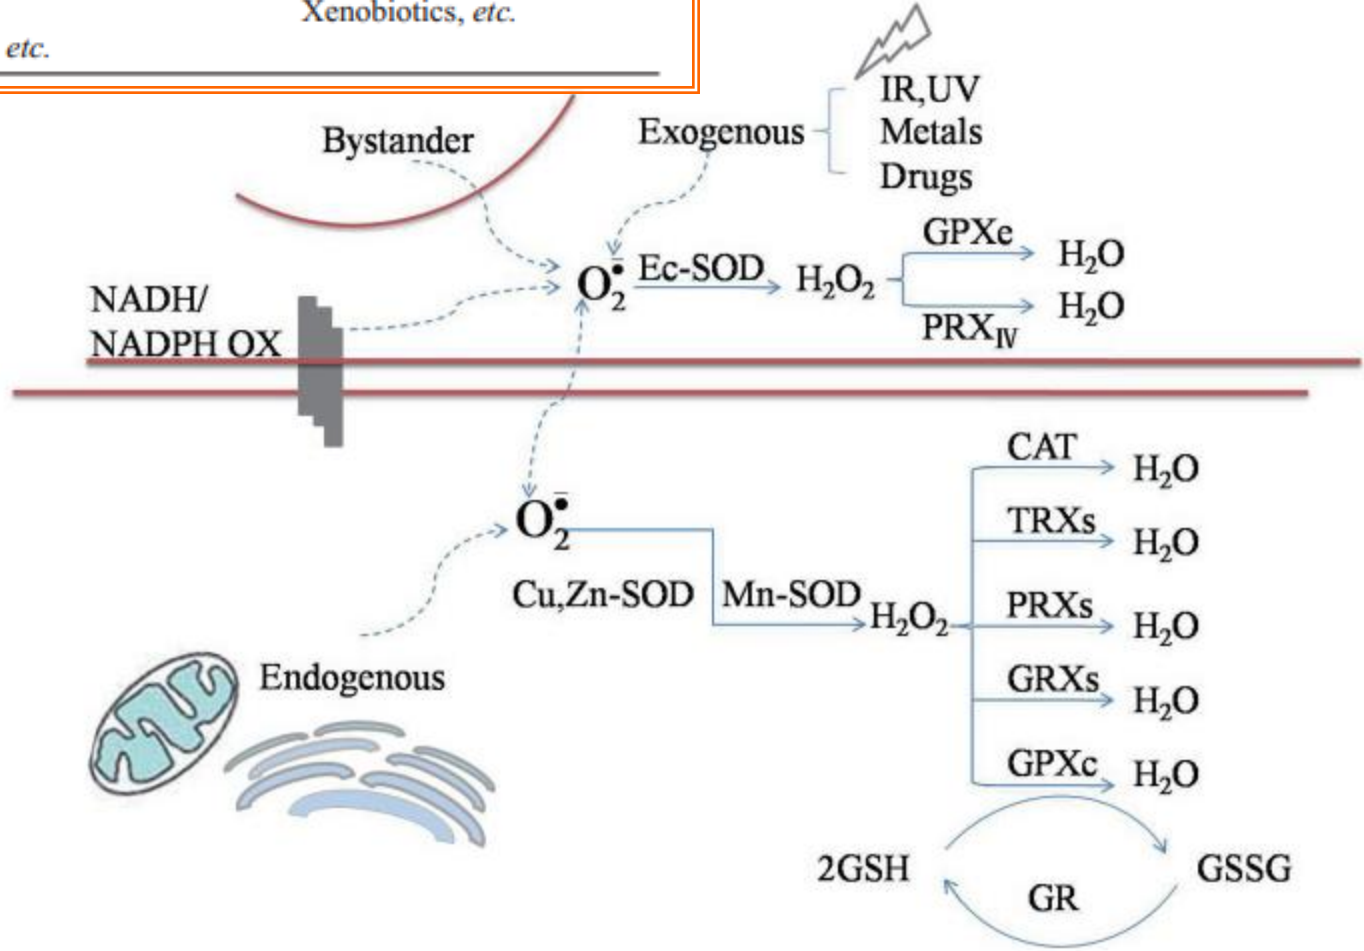 Xenobiotics, etc.
etc.
IR,UV
Bystander
Exogenous
Metals
Drugs
GPXe
H₂O
O₂•̄
Ec-SOD
H₂O₂
NADH/
H₂O
NADPH OX
PRX_IV
CAT
H₂O
O₂•̄
TRXs
H₂O
Cu,Zn-SOD
Mn-SOD
H₂O₂
PRXs
H₂O
Endogenous
GRXs
H₂O
GPXc
H₂O
2GSH
GSSG
GR